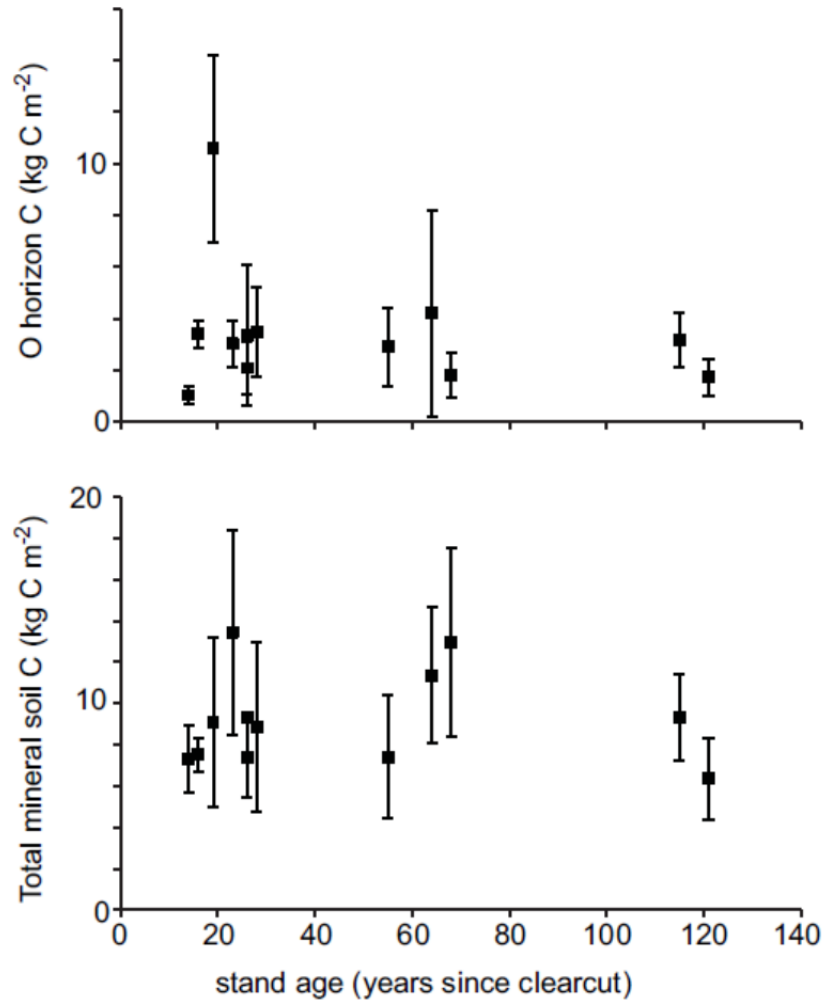 O horizon C (kg C m-2)
10
0
Total mineral soil C (kg C m-2)
20
10
0
0 20 40 60 80 100 120 140
stand age (years since clearcut)